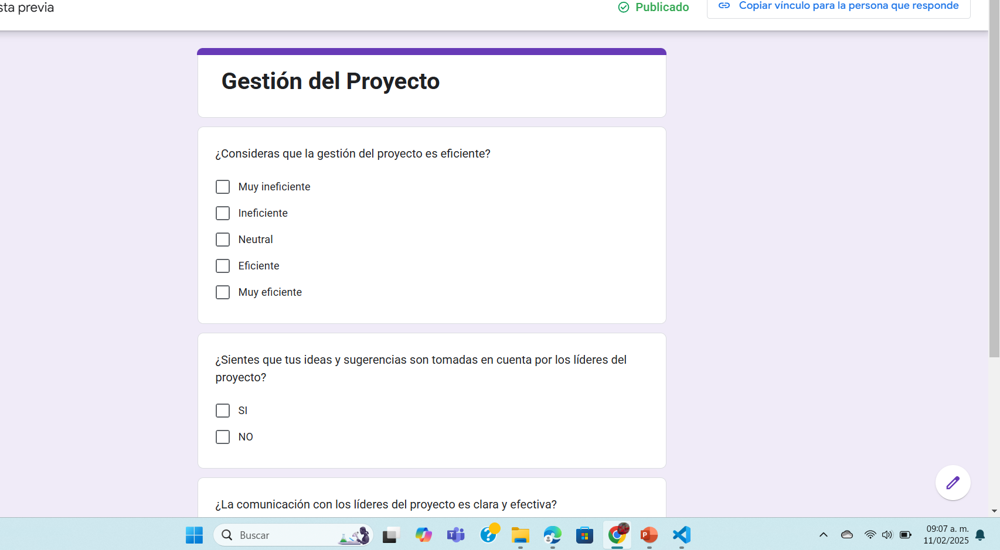 sta previa
Publicado
Copiar vínculo para la persona que responde
Gestión del Proyecto
¿Consideras que la gestión del proyecto es eficiente?
Muy ineficiente
Ineficiente
Neutral
Eficiente
Muy eficiente
¿Sientes que tus ideas y sugerencias son tomadas en cuenta por los líderes del
proyecto?
SI
NO
¿La comunicación con los líderes del proyecto es clara y efectiva?
Buscar
09:07 a. m.
11/02/2025